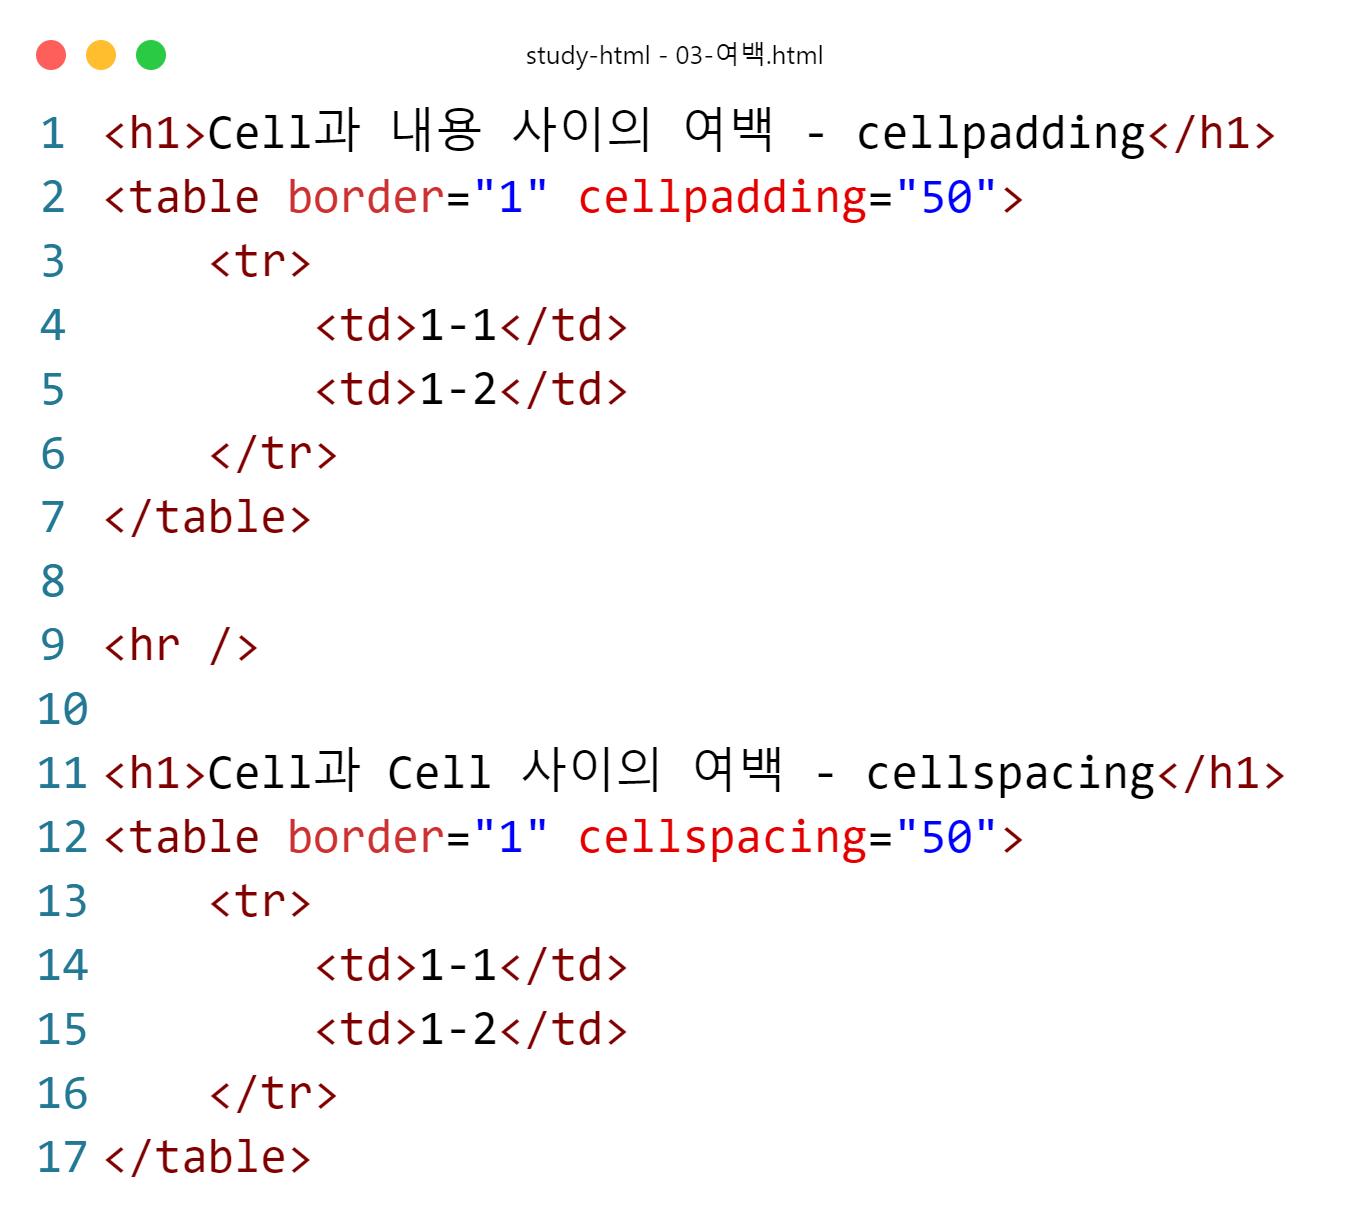 study-html - 03-여백.html
1 <h1>Cell과 내용 사이의 여백 - cellpadding</h1>
2 <table border="1" cellpadding="50">
3     <tr>
4         <td>1-1</td>
5         <td>1-2</td>
6     </tr>
7 </table>
8
9 <hr />
10
11 <h1>Cell과 Cell 사이의 여백 - cellspacing</h1>
12 <table border="1" cellspacing="50">
13     <tr>
14         <td>1-1</td>
15         <td>1-2</td>
16     </tr>
17 </table>